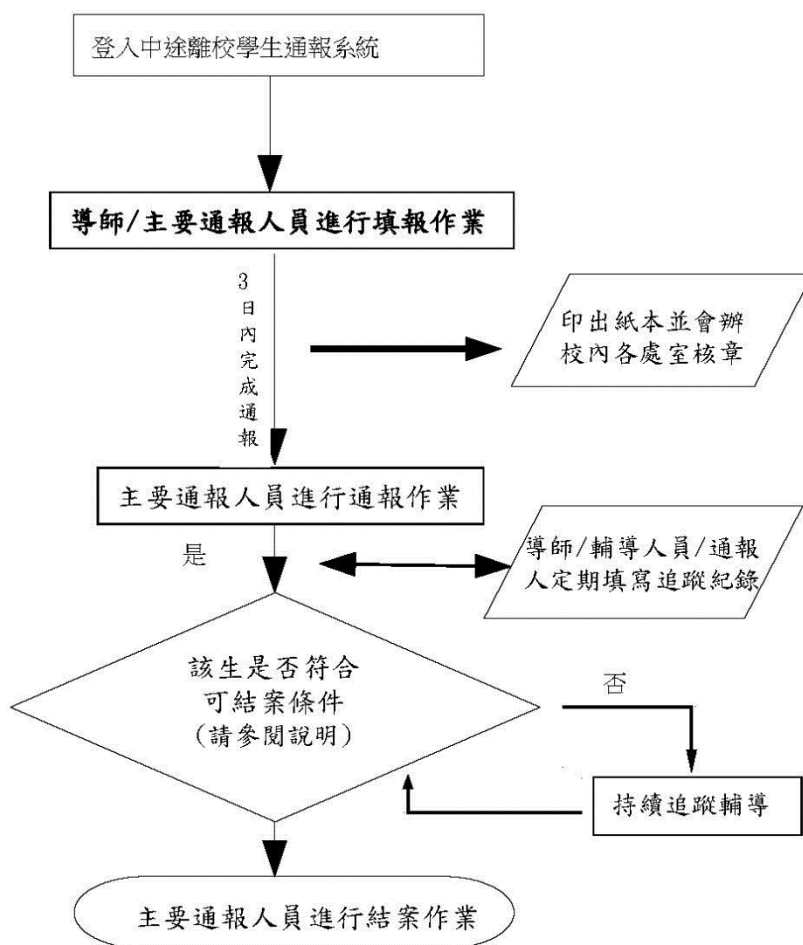 登入中途離校學生通報系統
導師/主要通報人員進行填報作業
3日內完成通報
印出紙本並會辦
校內各處室核章
主要通報人員進行通報作業
是
導師/輔導人員/通報
人定期填寫追蹤紀錄
該生是否符合
可結案條件
(請參閱說明)
否
持續追蹤輔導
主要通報人員進行結案作業